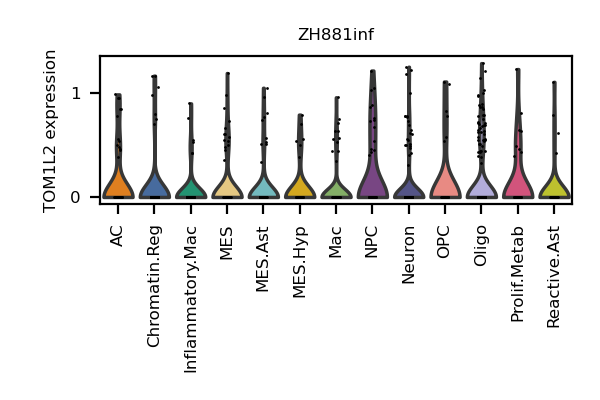 ZH881inf
TOM1L2 expression
1
0
AC
Chromatin.Reg
Inflammatory.Mac
MES
MES.Ast
MES.Hyp
Mac
NPC
Neuron
OPC
Oligo
Prolif.Metab
Reactive.Ast